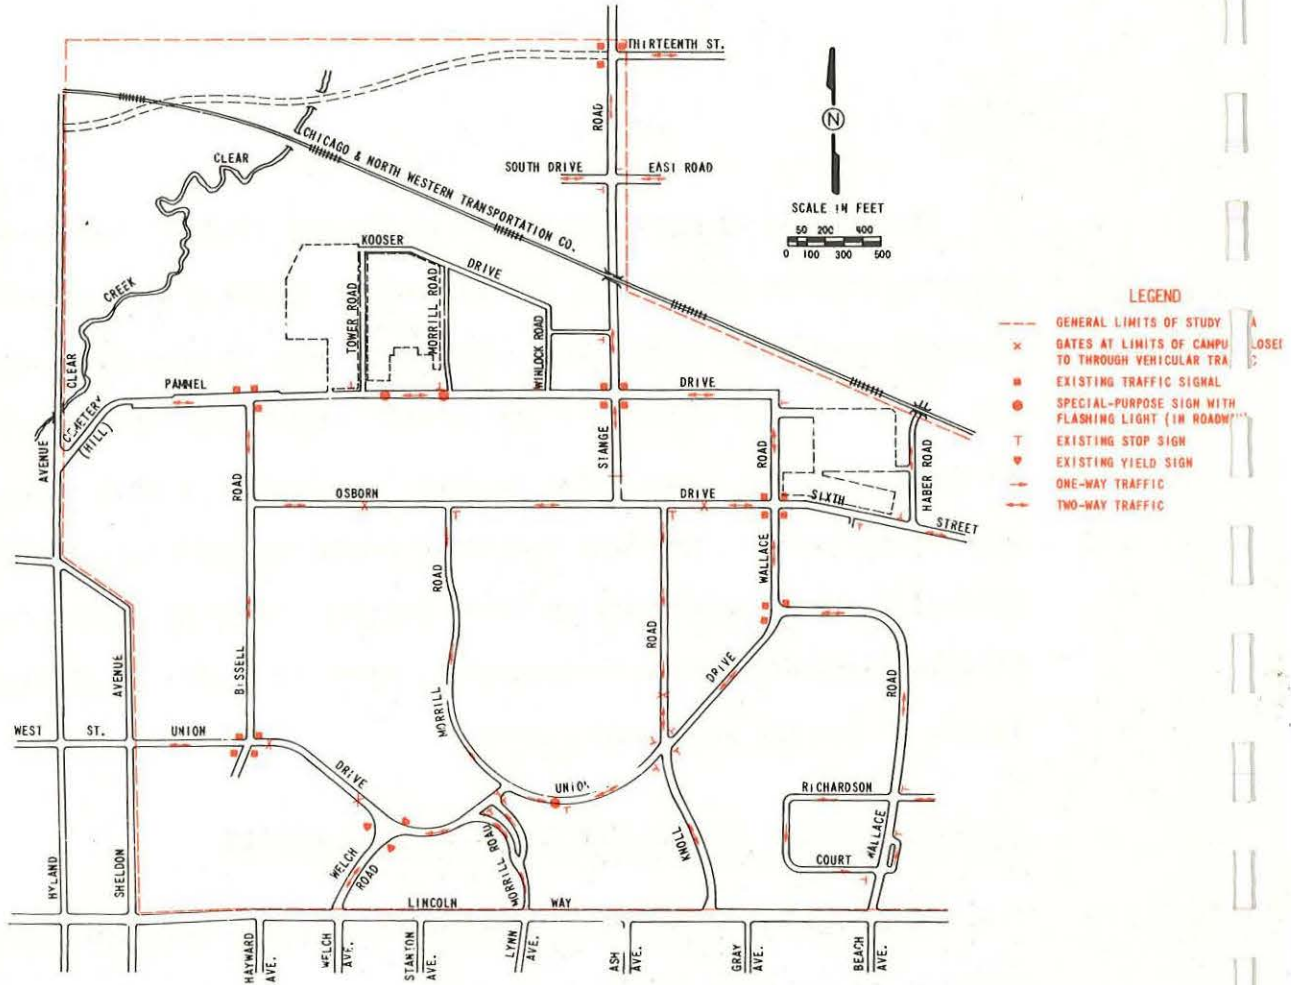 THIRTEENTH ST.
ROAD
CLEAR
CHICAGO & NORTH WESTERN TRANSPORTATION CO.
SOUTH DRIVE
EAST ROAD
N
SCALE IN FEET
50 200 400
0 100 300 500
KOOSER
DRIVE
CREEK
TOWER ROAD
MORRILL ROAD
WINLOCK ROAD
LEGEND
GENERAL LIMITS OF STUDY A
GATES AT LIMITS OF CAMPU LOSED
TO THROUGH VEHICULAR TRA C
EXISTING TRAFFIC SIGNAL
SPECIAL-PURPOSE SIGN WITH
FLASHING LIGHT (IN ROADW
EXISTING STOP SIGN
EXISTING YIELD SIGN
ONE-WAY TRAFFIC
TWO-WAY TRAFFIC
CLEAR
PAMMEL
DRIVE
CEMETERY
(HILL)
AVENUE
STANGE
ROAD
ROAD
HABER ROAD
OSBORN
DRIVE
SIXTH
STREET
WALLACE
ROAD
ROAD
AVENUE
BISSELL
MORRILL
DRIVE
ROAD
WEST
ST.
UNION
DRIVE
UNION
RICHARDSON
WALLACE
COURT
HYLAND
SHELDON
WELCH
ROAD
MORRILL ROAD
MORRILL ROAD
KNOLL
LINCOLN
WAY
HAYWARD
AVE.
WELCH
AVE.
STANTON
AVE.
LYNN
AVE.
ASH
AVE.
GRAY
AVE.
BEACH
AVE.